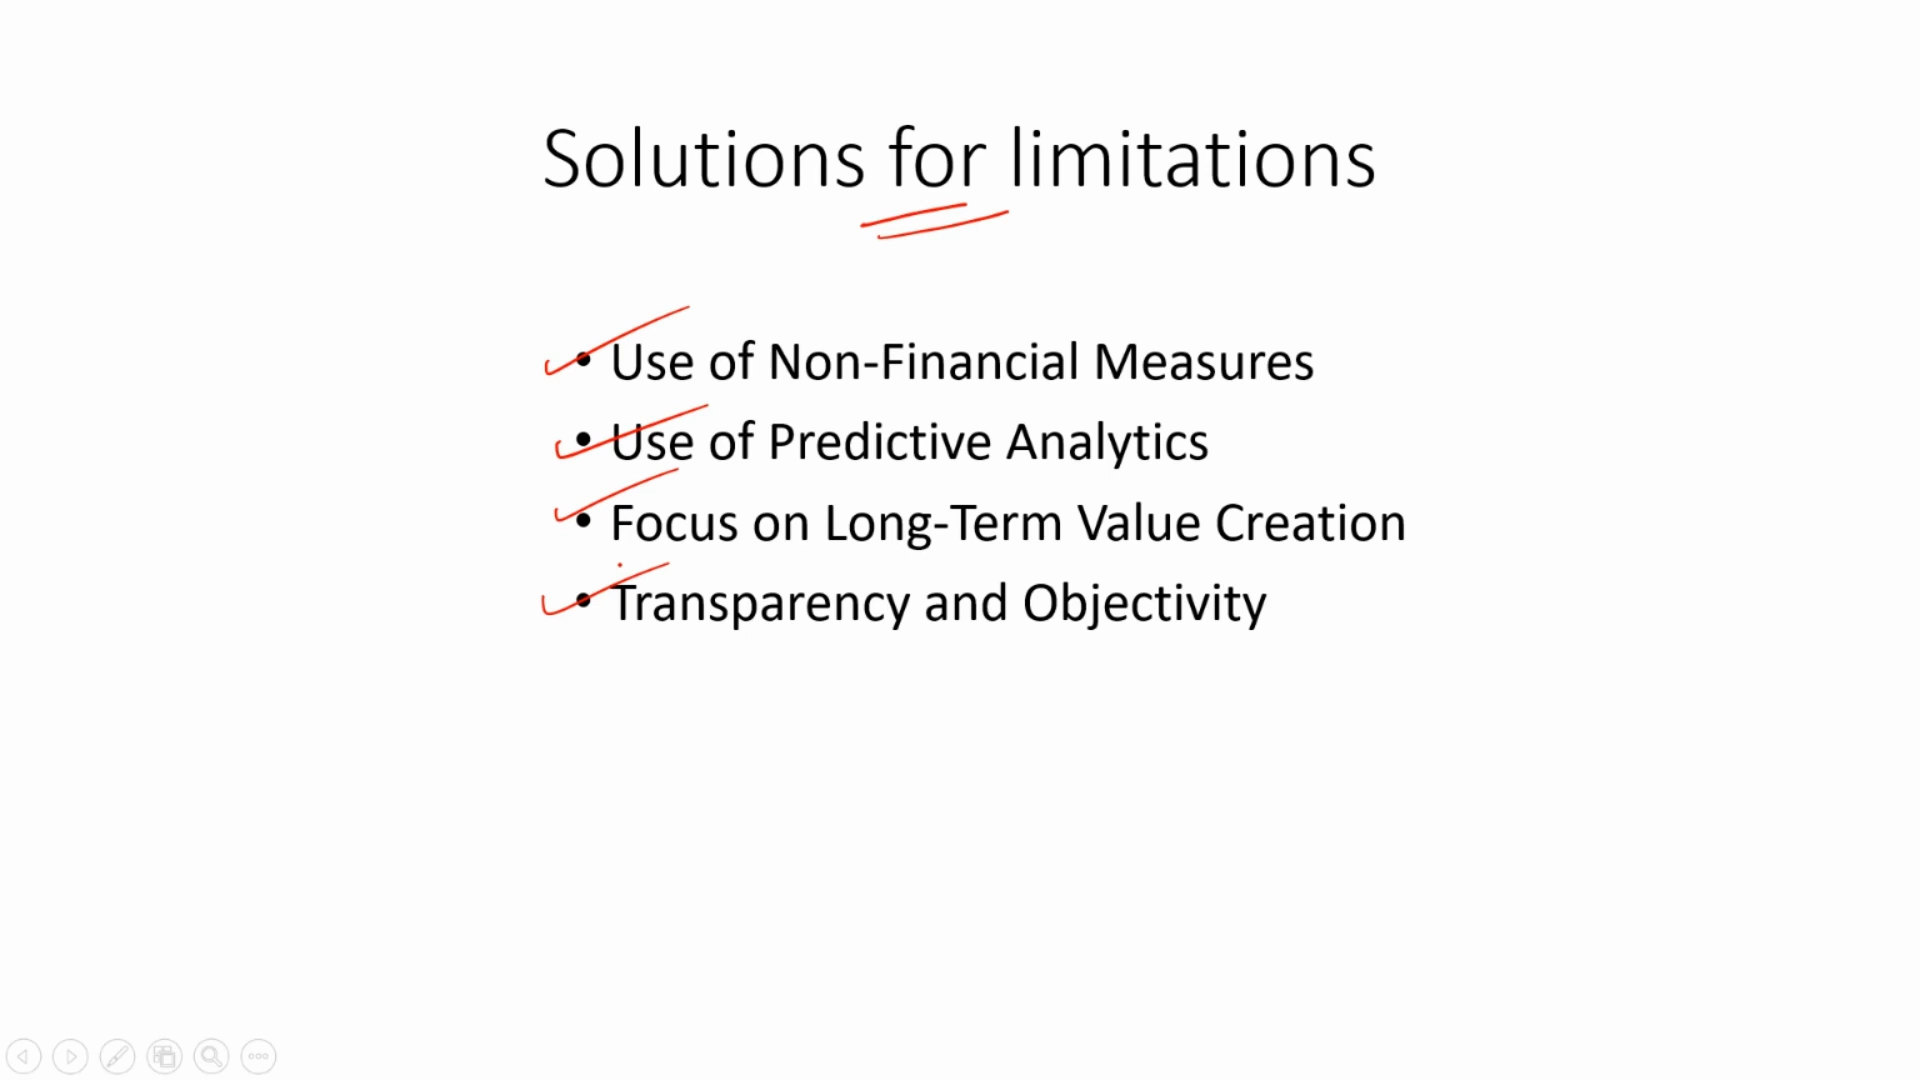 Solutions for limitations
• Use of Non-Financial Measures
• Use of Predictive Analytics
• Focus on Long-Term Value Creation
• Transparency and Objectivity